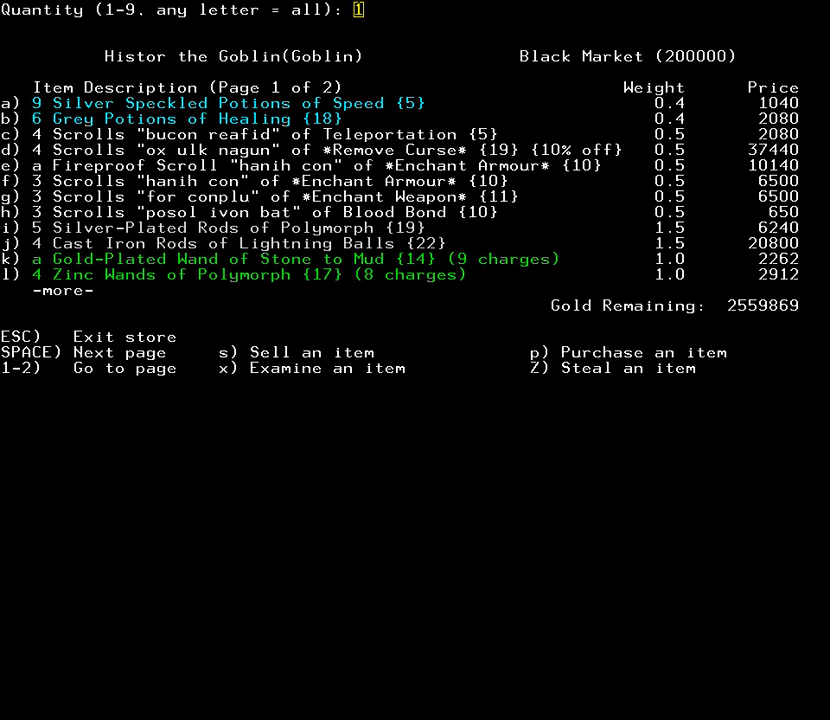 Quantity (1-9, any letter = all): 1
Histor the Goblin(Goblin) Black Market (200000)
Item Description (Page 1 of 2) Weight Price
a) 9 Silver Speckled Potions of Speed {5} 0.4 1040
b) 6 Grey Potions of Healing {18} 0.4 2080
c) 4 Scrolls "bucon reafid" of Teleportation {5} 0.5 2080
d) 4 Scrolls "ox ulk nagun" of *Remove Curse* {19} {10% off} 0.5 37440
e) a Fireproof Scroll "hanih con" of *Enchant Armour* {10} 0.5 10140
f) 3 Scrolls "hanih con" of *Enchant Armour* {10} 0.5 6500
g) 3 Scrolls "for conplu" of *Enchant Weapon* {11} 0.5 6500
h) 3 Scrolls "posol ivon bat" of Blood Bond {10} 0.5 650
i) 5 Silver-Plated Rods of Polymorph {19} 1.5 6240
j) 4 Cast Iron Rods of Lightning Balls {22} 1.5 20800
k) a Gold-Plated Wand of Stone to Mud {14} (9 charges) 1.0 2262
l) 4 Zinc Wands of Polymorph {17} (8 charges) 1.0 2912
-more-
Gold Remaining: 2559869
ESC) Exit store
SPACE) Next page s) Sell an item p) Purchase an item
1-2) Go to page x) Examine an item Z) Steal an item